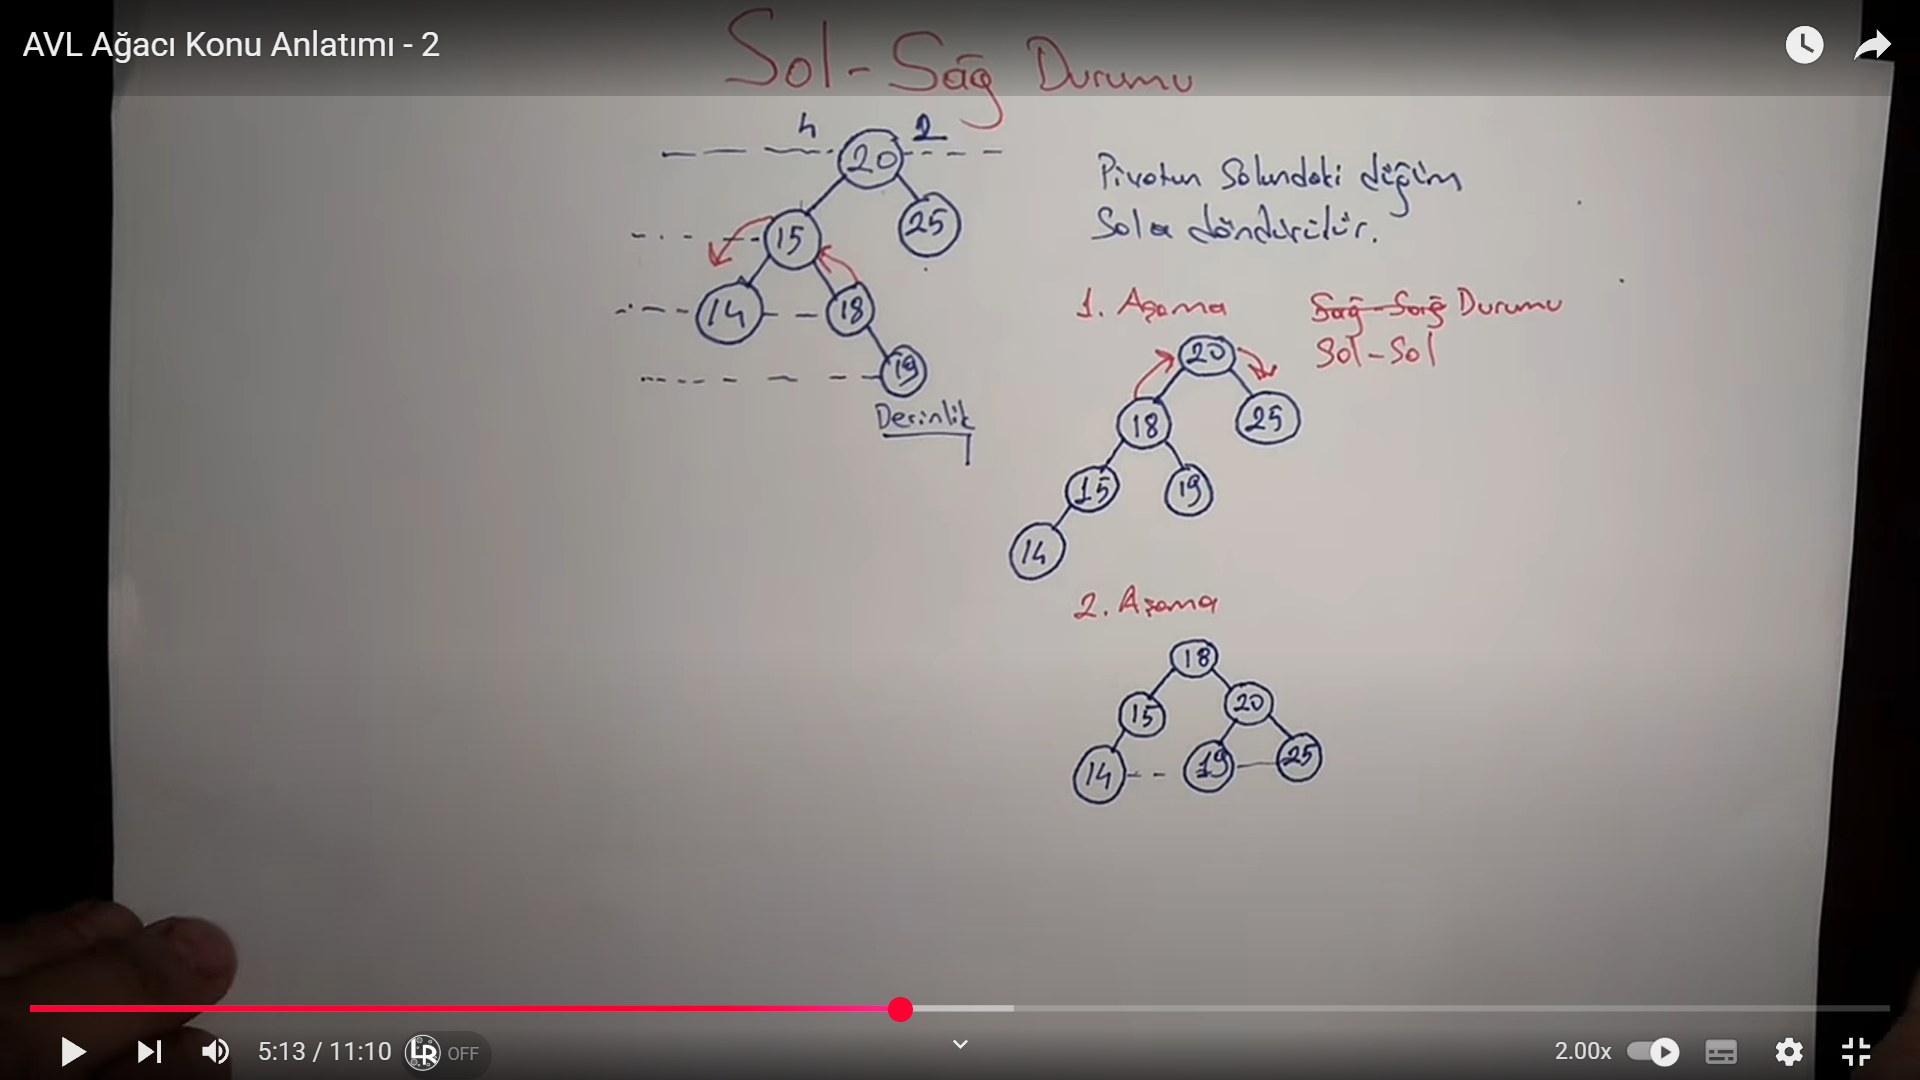 AVL Ağacı Konu Anlatımı - 2
Sol-Sağ Durumu
4 2
20
15 25
14 18
19
Derinlik
Pivotun Solundaki düğüm
Sola döndürülür.
1. Aşama Sağ-Sağ Durumu
Sol-Sol
20
18 25
15 19
14
2. Aşama
18
15 20
14 19 25
5:13 / 11:10 LR OFF 2.00x